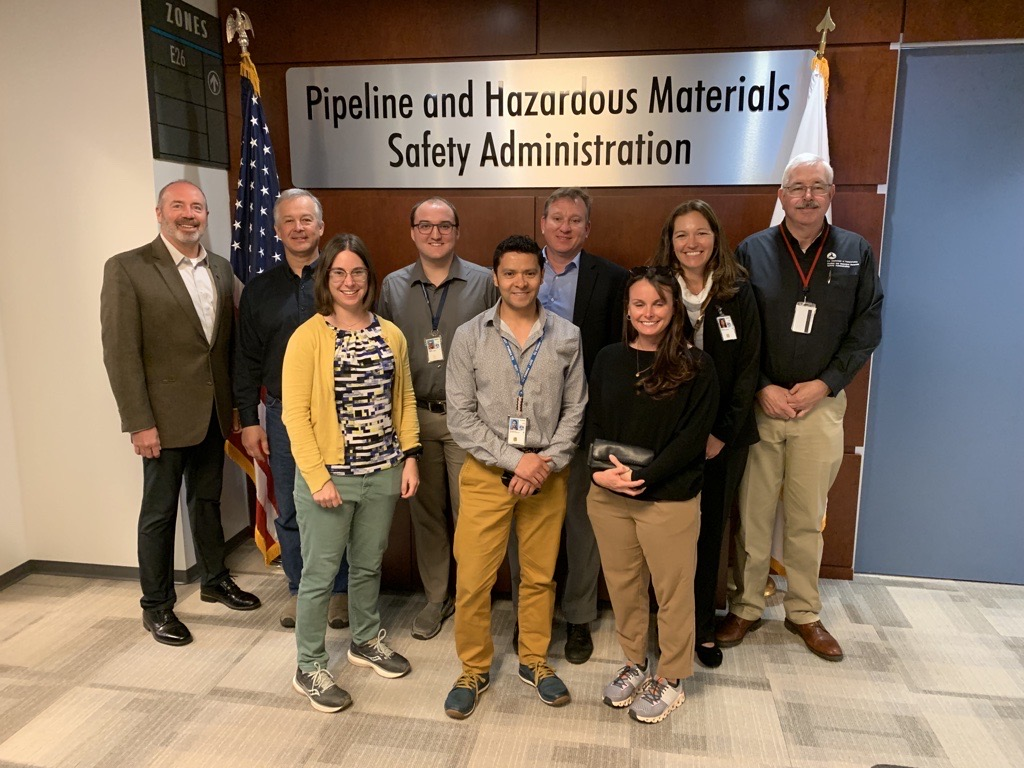 ZONES
E26
Pipeline and Hazardous Materials
Safety Administration